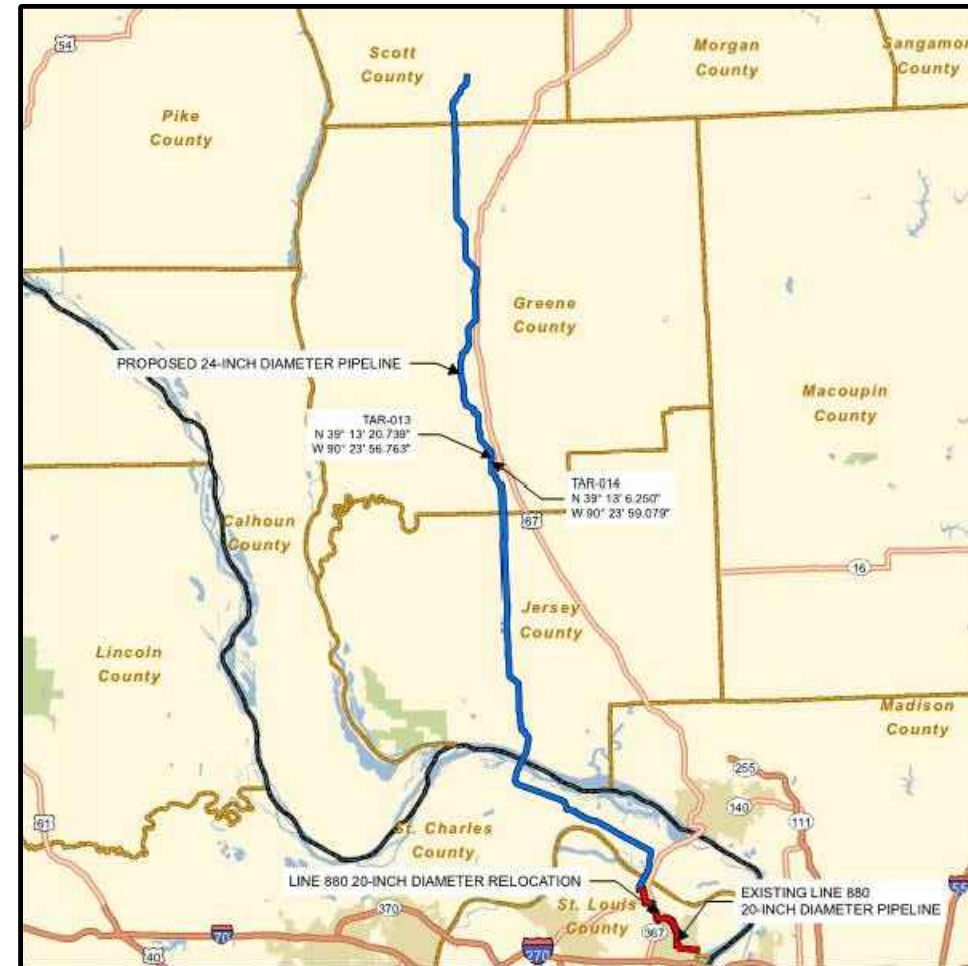 54
Scott
County
Morgan
County
Sangamon
County
Pike
County
Greene
County
PROPOSED 24-INCH DIAMETER PIPELINE
Macoupin
County
TAR-013
N 39° 13' 20.739"
W 90° 23' 56.763"
TAR-014
N 39° 13' 6.250"
W 90° 23' 59.079"
67
Calhoun
County
16
Jersey
County
Lincoln
County
Madison
County
255
140
111
61
St. Charles
County
LINE 880 20-INCH DIAMETER RELOCATION
EXISTING LINE 880
20-INCH DIAMETER PIPELINE
55
St. Louis
County
370
367
70
40
270